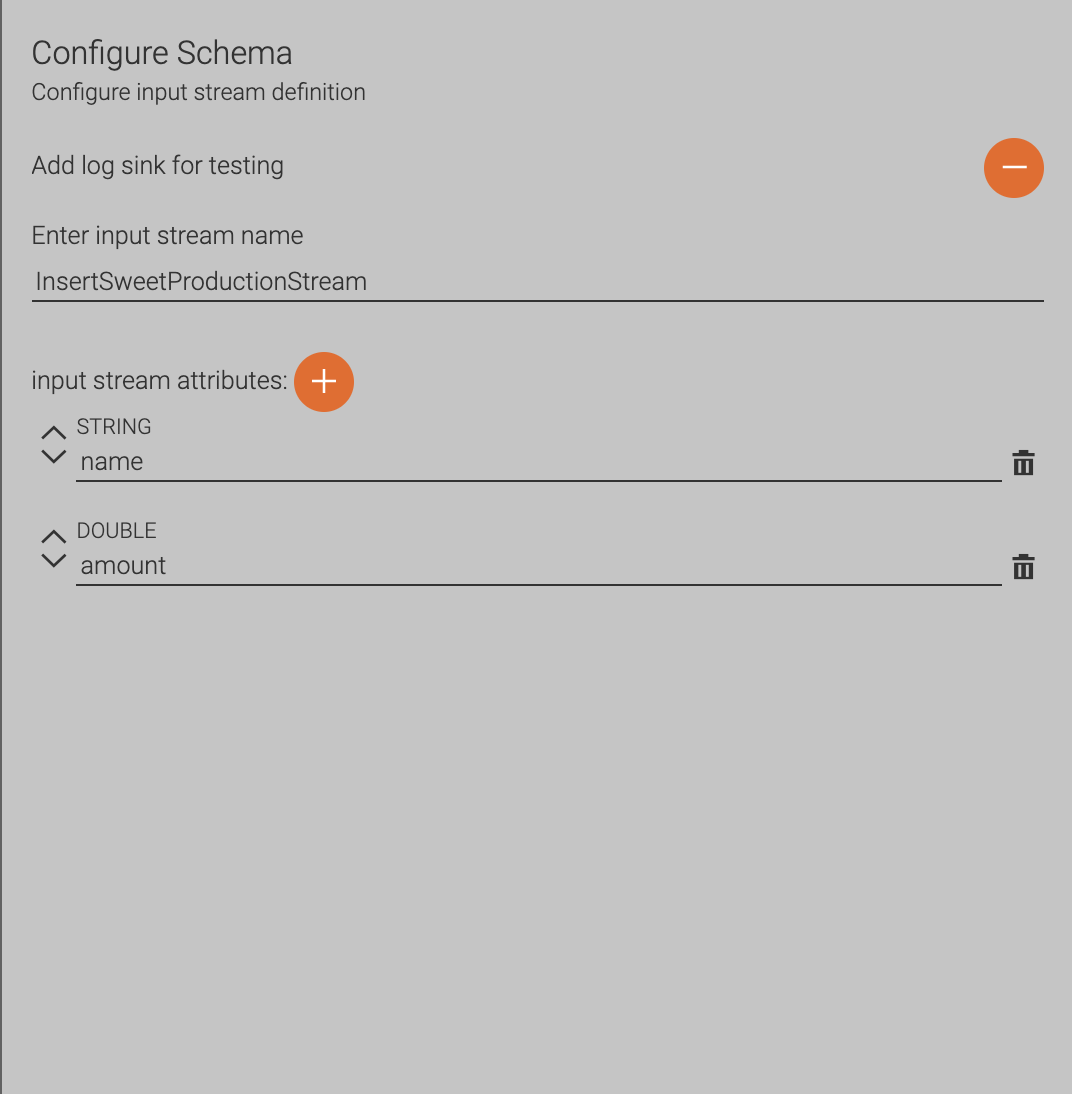 Configure Schema
Configure input stream definition
Add log sink for testing
Enter input stream name
InsertSweetProductionStream
input stream attributes:
STRING
name
DOUBLE
amount